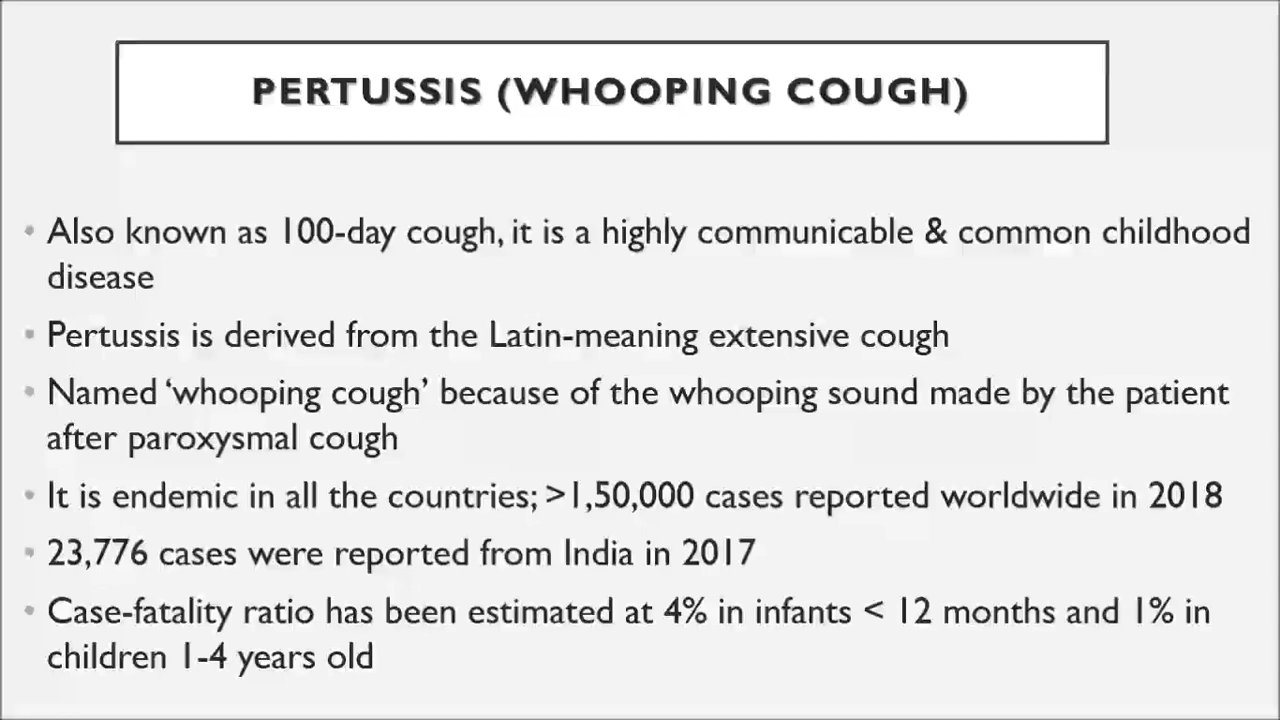 PERTUSSIS (WHOOPING COUGH)
• Also known as 100-day cough, it is a highly communicable & common childhood
disease
• Pertussis is derived from the Latin-meaning extensive cough
• Named ‘whooping cough’ because of the whooping sound made by the patient
after paroxysmal cough
• It is endemic in all the countries; >1,50,000 cases reported worldwide in 2018
• 23,776 cases were reported from India in 2017
• Case-fatality ratio has been estimated at 4% in infants < 12 months and 1% in
children 1-4 years old